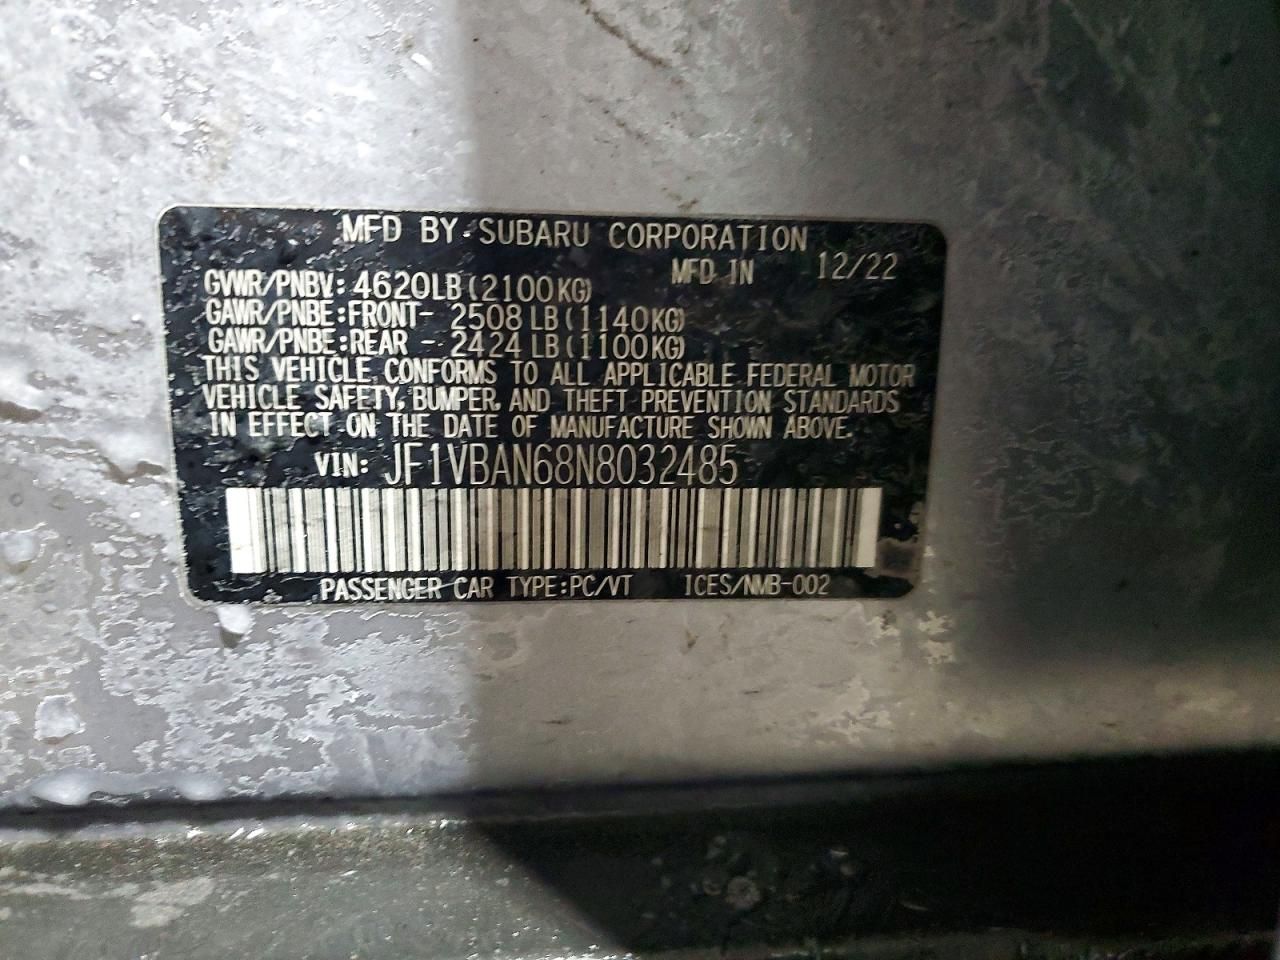 MFD BY SUBARU CORPORATION
MFD IN 12/22
GVWR/PNBV: 4620LB(2100KG)
GAWR/PNBE:FRONT- 2508 LB(1140KG)
GAWR/PNBE:REAR - 2424 LB(1100KG)
THIS VEHICLE CONFORMS TO ALL APPLICABLE FEDERAL MOTOR
VEHICLE SAFETY, BUMPER, AND THEFT PREVENTION STANDARDS
IN EFFECT ON THE DATE OF MANUFACTURE SHOWN ABOVE.
VIN: JF1VBAN68N8032485
PASSENGER CAR TYPE:PC/VT ICES/NMB-002